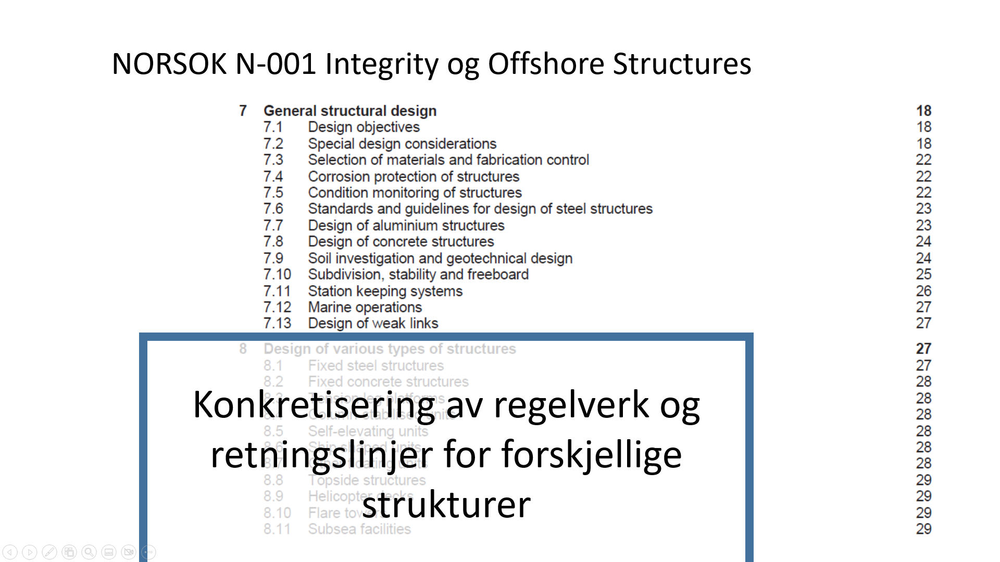 NORSOK N-001 Integrity og Offshore Structures
7 General structural design 18
7.1 Design objectives 18
7.2 Special design considerations 18
7.3 Selection of materials and fabrication control 22
7.4 Corrosion protection of structures 22
7.5 Condition monitoring of structures 22
7.6 Standards and guidelines for design of steel structures 23
7.7 Design of aluminium structures 23
7.8 Design of concrete structures 24
7.9 Soil investigation and geotechnical design 24
7.10 Subdivision, stability and freeboard 25
7.11 Station keeping systems 26
7.12 Marine operations 27
7.13 Design of weak links 27
8 Design of various types of structures 27
8.1 Fixed steel structures 27
8.2 Fixed concrete structures 28
8.3 Tension leg platforms 28
8.4 Column stabilised units 28
8.5 Self-elevating units 28
8.6 Ship shaped units 28
8.7 Other floating units 28
8.8 Topside structures 29
8.9 Helicopter decks 29
8.10 Flare towers 29
8.11 Subsea facilities 29
Konkretisering av regelverk og
retningslinjer for forskjellige
strukturer